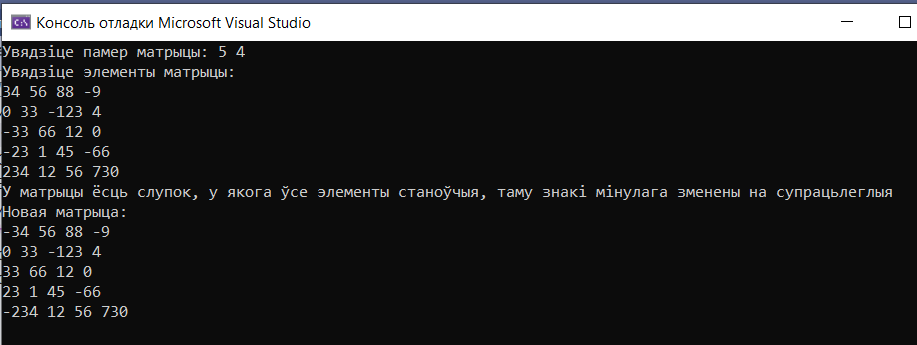 Консоль отладки Microsoft Visual Studio
Увядзіце памер матрыцы: 5 4
Увядзіце элементы матрыцы:
34 56 88 -9
0 33 -123 4
-33 66 12 0
-23 1 45 -66
234 12 56 730
У матрыцы ёсць слупок, у якога ўсе элементы станоўчыя, таму знакі мінулага зменены на супрацьлеглыя
Новая матрыца:
-34 56 88 -9
0 33 -123 4
33 66 12 0
23 1 45 -66
-234 12 56 730